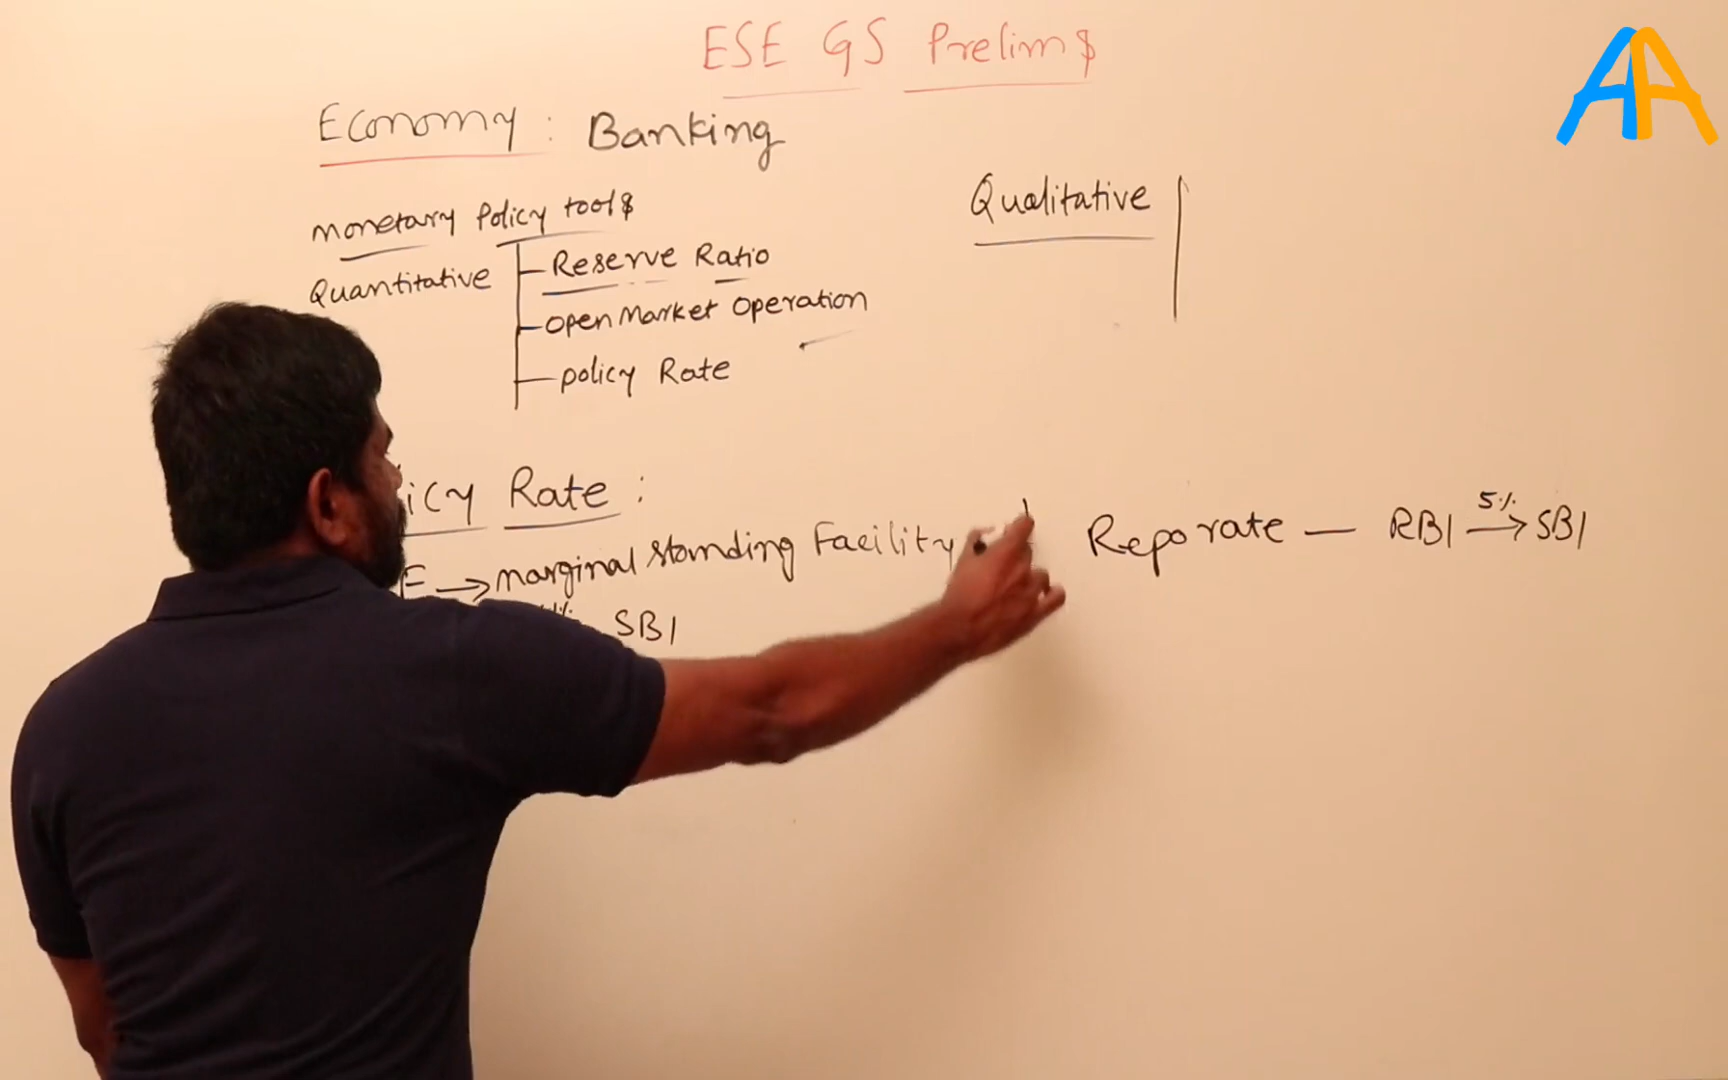 ESE GS Prelims
Economy : Banking
monetary policy tools
Quantitative
Reserve Ratio
open Market operation
policy Rate
Qualitative
icy Rate :
F → marginal standing Facility
SBI
Repo rate — RBI 5% → SBI
AA